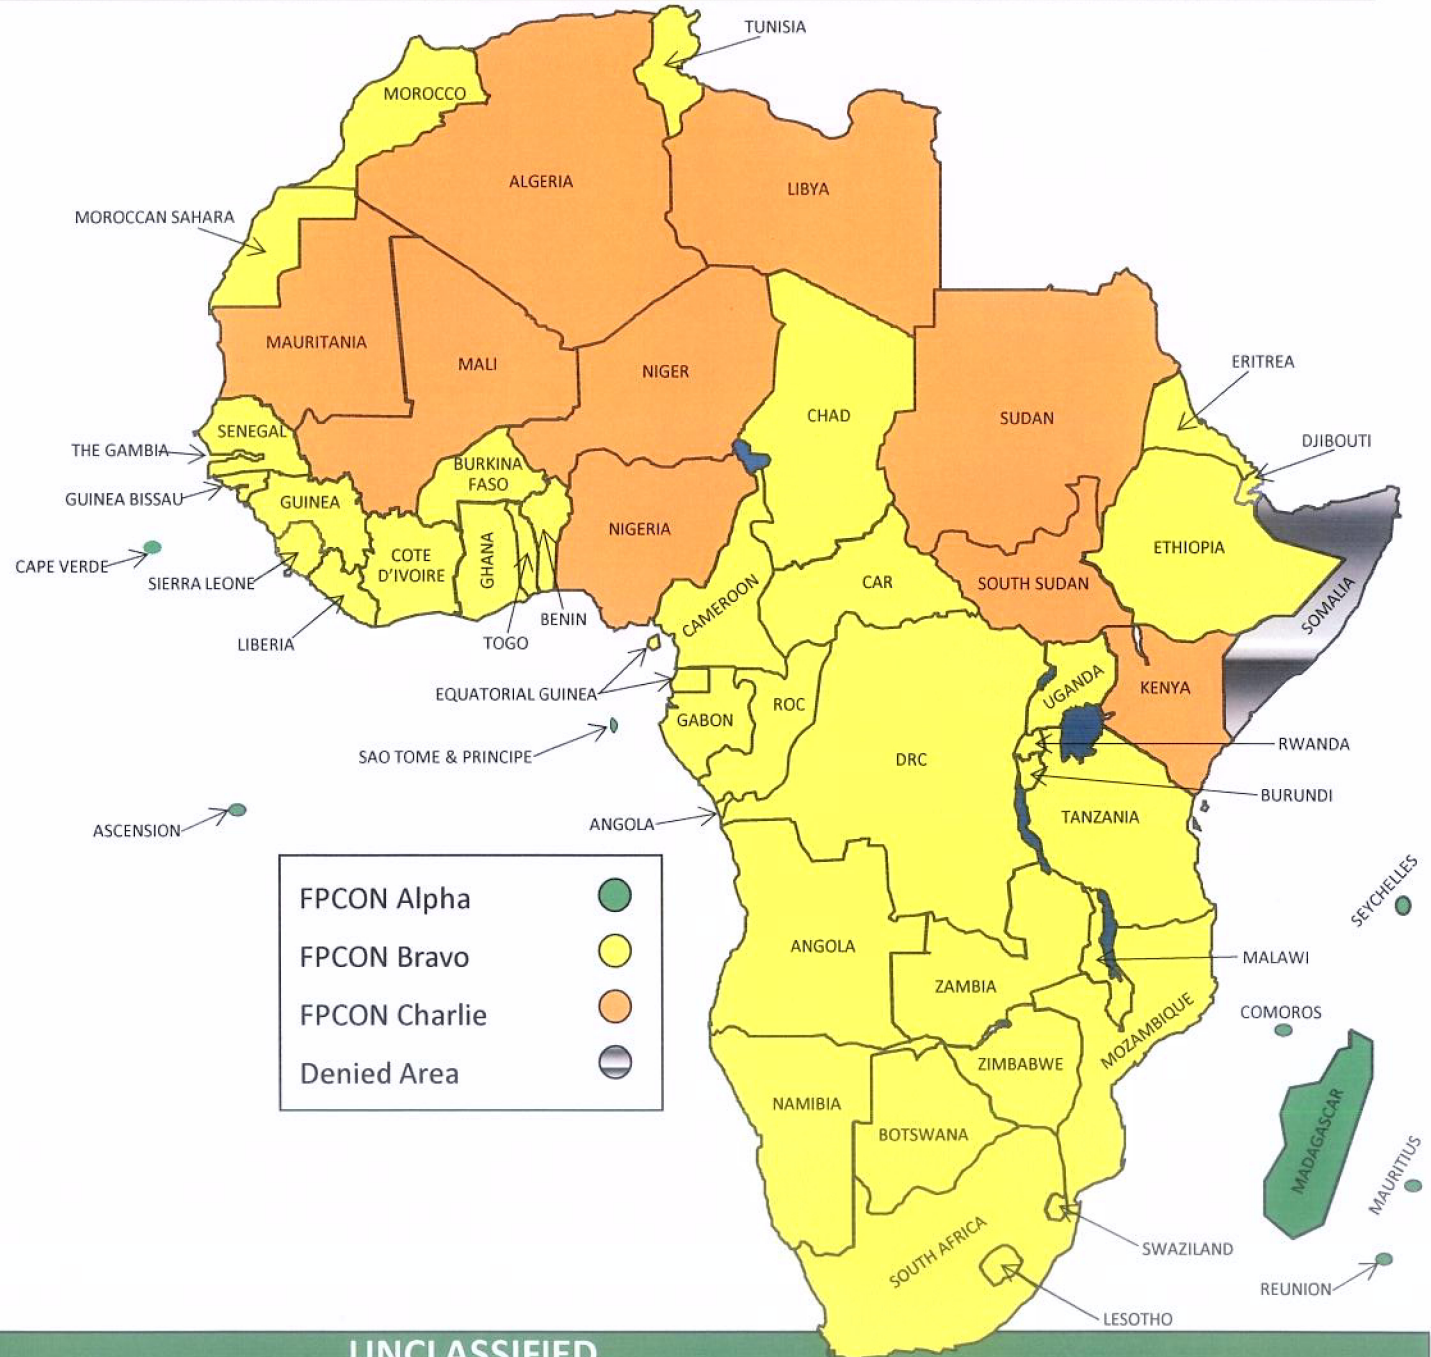 TUNISIA
MOROCCO
ALGERIA
LIBYA
MOROCCAN SAHARA
MAURITANIA
MALI
NIGER
CHAD
SUDAN
ERITREA
DJIBOUTI
SENEGAL
THE GAMBIA
GUINEA BISSAU
GUINEA
BURKINA
FASO
NIGERIA
ETHIOPIA
CAPE VERDE
SIERRA LEONE
COTE
D'IVOIRE
GHANA
LIBERIA
TOGO
BENIN
CAMEROON
CAR
SOUTH SUDAN
SOMALIA
EQUATORIAL GUINEA
GABON
ROC
UGANDA
KENYA
SAO TOME & PRINCIPE
DRC
RWANDA
BURUNDI
ASCENSION
ANGOLA
TANZANIA
SEYCHELLES
FPCON Alpha
FPCON Bravo
FPCON Charlie
Denied Area
ANGOLA
ZAMBIA
MALAWI
MOZAMBIQUE
COMOROS
ZIMBABWE
NAMIBIA
BOTSWANA
MADAGASCAR
MAURITIUS
SOUTH AFRICA
SWAZILAND
REUNION
LESOTHO
UNCLASSIFIED